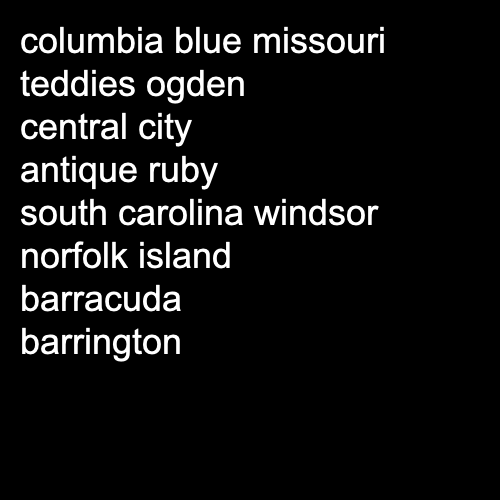 columbia blue missouri
teddies ogden
central city
antique ruby
south carolina windsor
norfolk island
barracuda
barrington